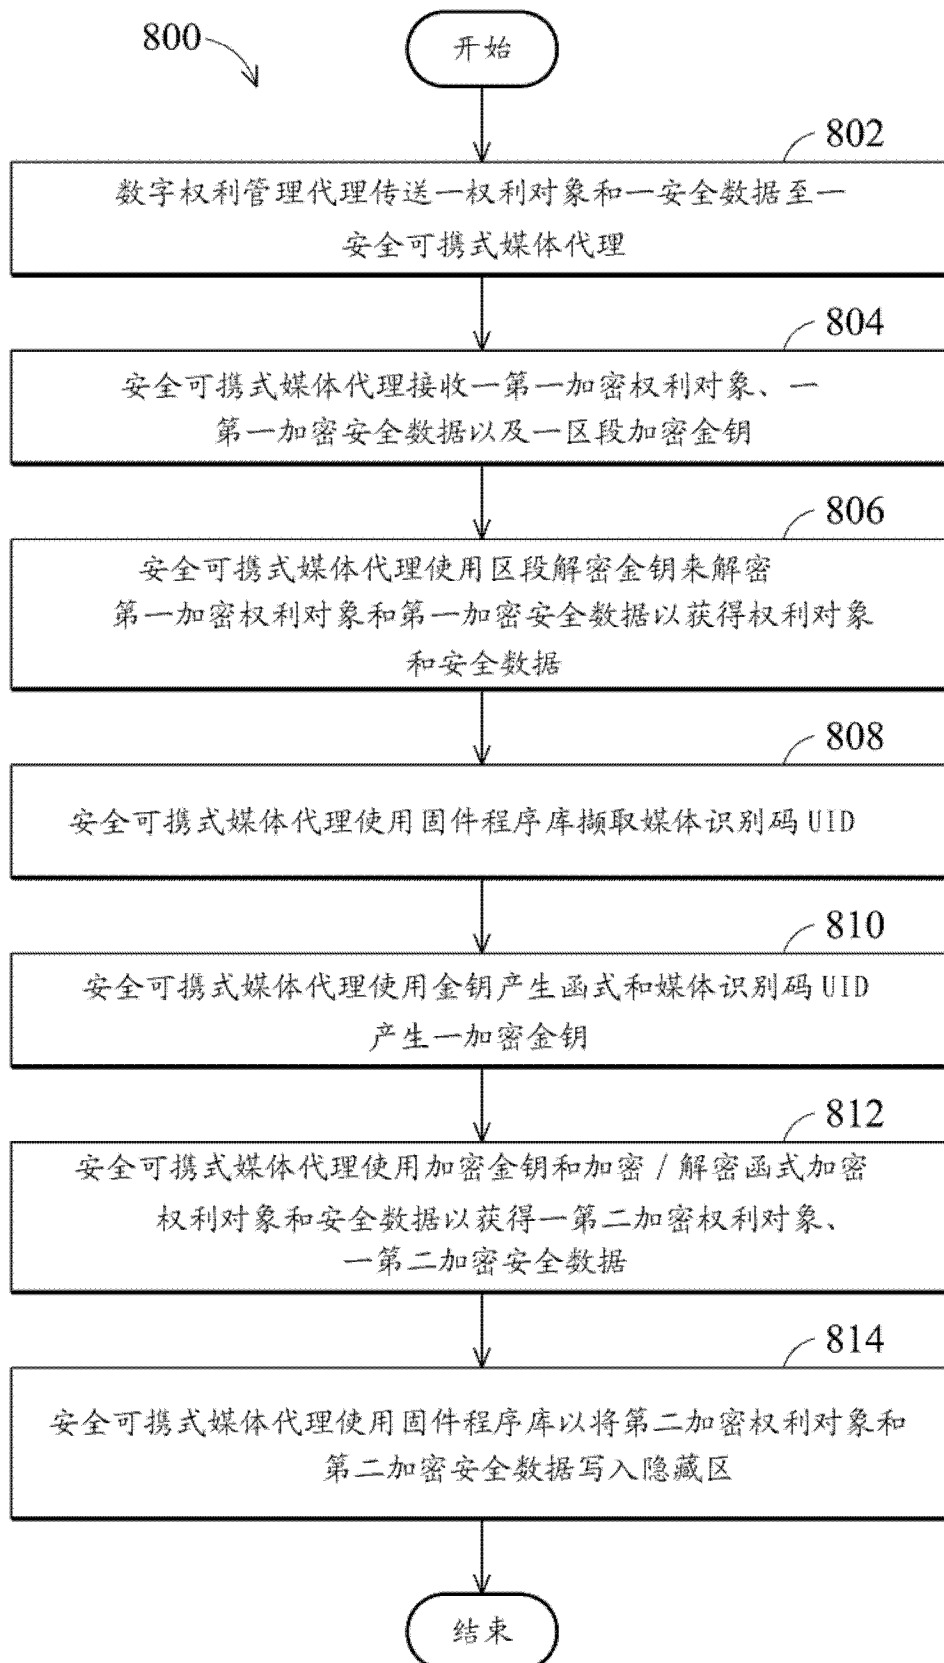 800
开始
802
数字权利管理代理传送一权利对象和一安全数据至一
安全可携式媒体代理
804
安全可携式媒体代理接收一第一加密权利对象、一
第一加密安全数据以及一区段加密金钥
806
安全可携式媒体代理使用区段解密金钥来解密
第一加密权利对象和第一加密安全数据以获得权利对象
和安全数据
808
安全可携式媒体代理使用固件程序库撷取媒体识别码UID
810
安全可携式媒体代理使用金钥产生函式和媒体识别码UID
产生一加密金钥
812
安全可携式媒体代理使用加密金钥和加密/解密函式加密
权利对象和安全数据以获得一第二加密权利对象、
一第二加密安全数据
814
安全可携式媒体代理使用固件程序库以将第二加密权利对象和
第二加密安全数据写入隐藏区
结束